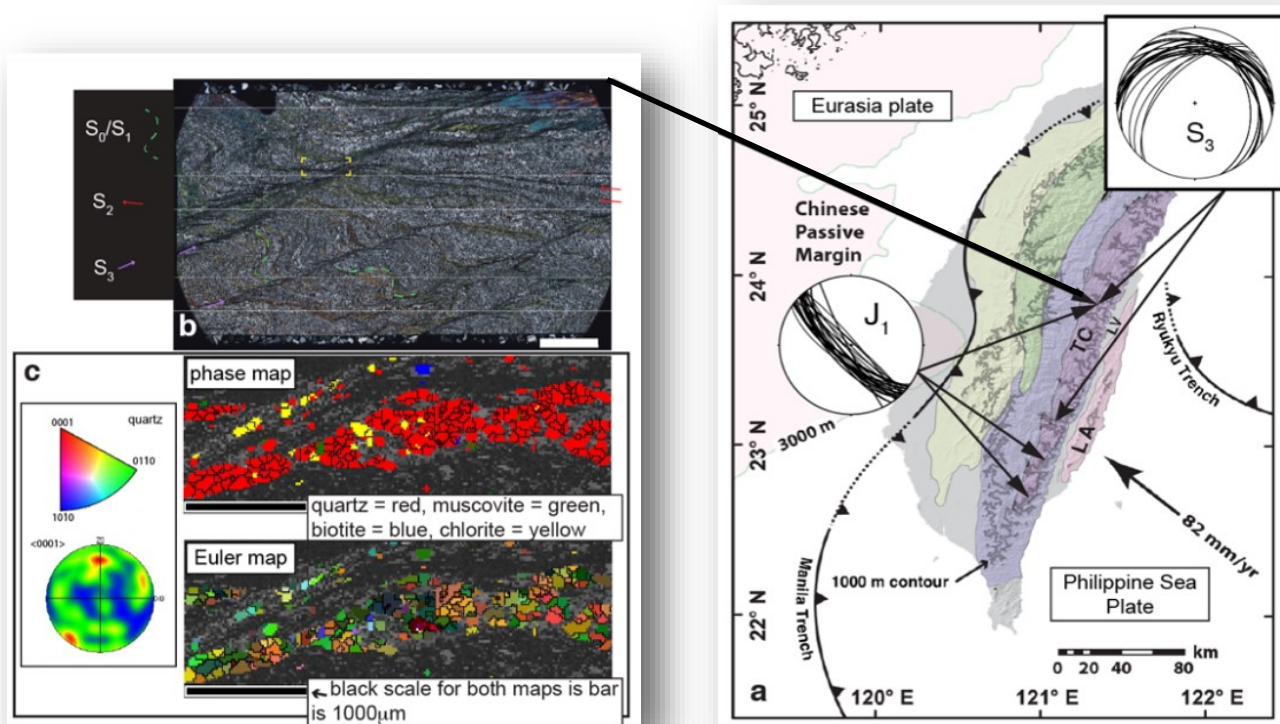 S0/S1
S2
S3
b
c
phase map
quartz
0001
0110
1010
<0001>
quartz = red, muscovite = green,
biotite = blue, chlorite = yellow
Euler map
black scale for both maps is bar
is 1000μm
S3
Eurasia plate
25° N
Chinese
Passive
Margin
24° N
J1
TC
LV
Ryukyu Trench
3000 m
LA
23° N
82 mm/yr
1000 m contour
Philippine Sea
Plate
Manila Trench
22° N
km
0 20 40 80
a
120° E
121° E
122° E